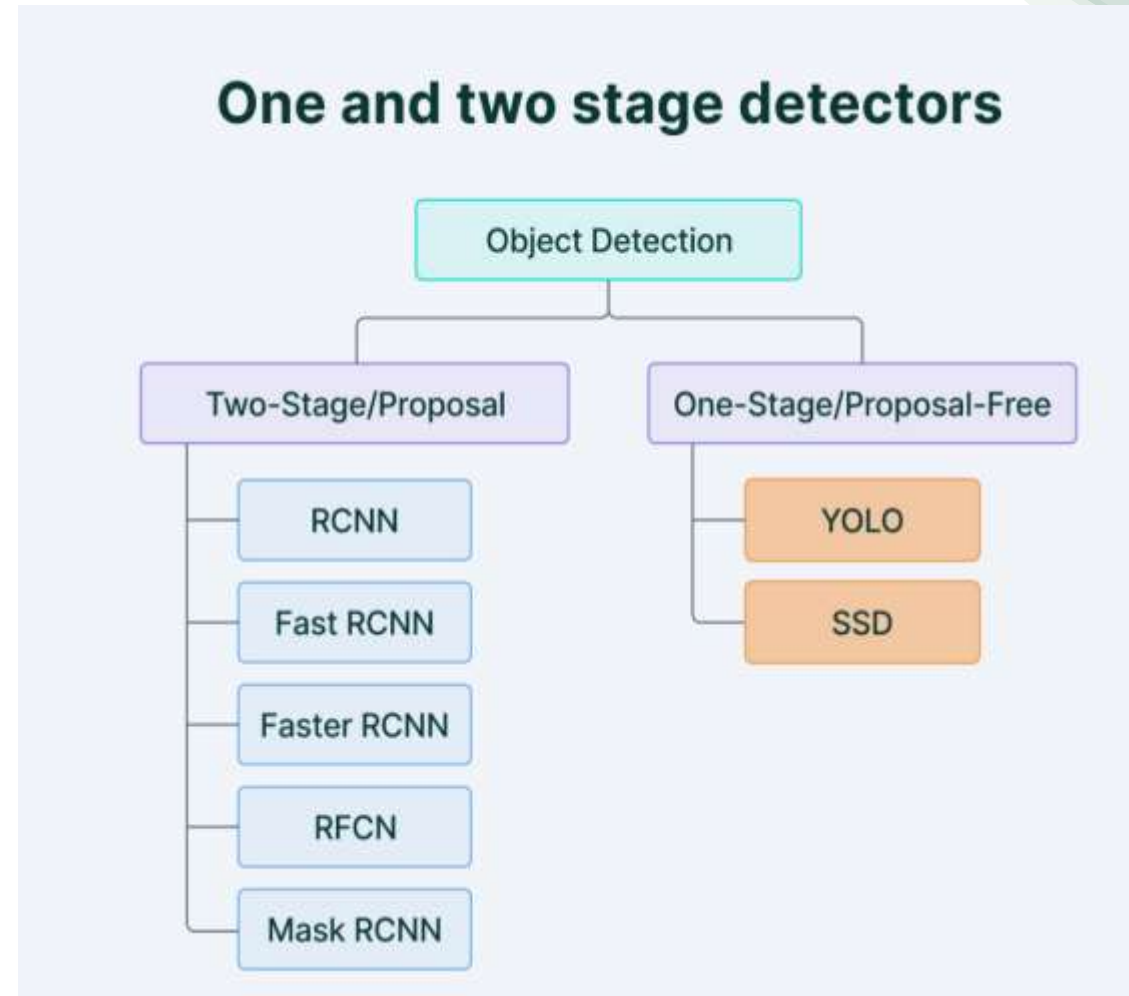 One and two stage detectors
Object Detection
Two-Stage/Proposal
One-Stage/Proposal-Free
RCNN
Fast RCNN
Faster RCNN
RFCN
Mask RCNN
YOLO
SSD